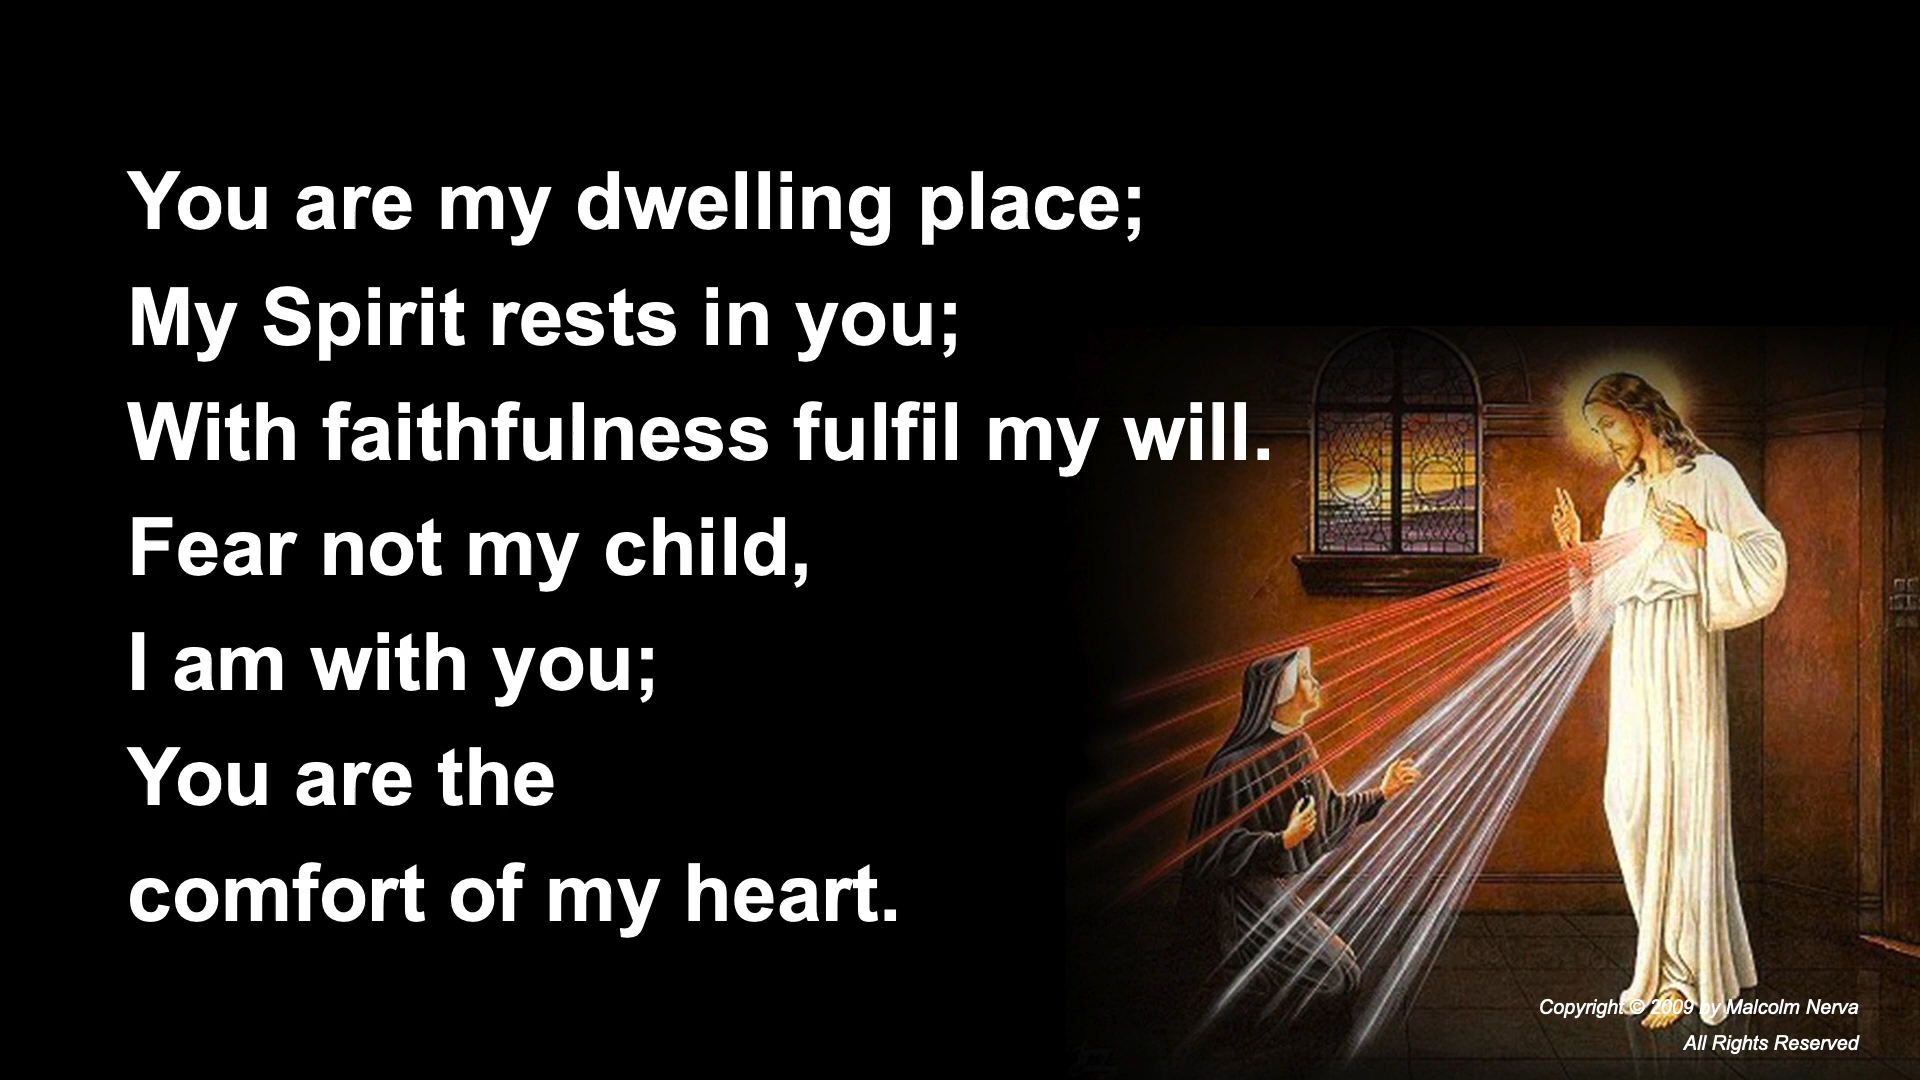 You are my dwelling place;
My Spirit rests in you;
With faithfulness fulfil my will.
Fear not my child,
I am with you;
You are the
comfort of my heart.
Copyright © 2009 by Malcolm Nerva
All Rights Reserved